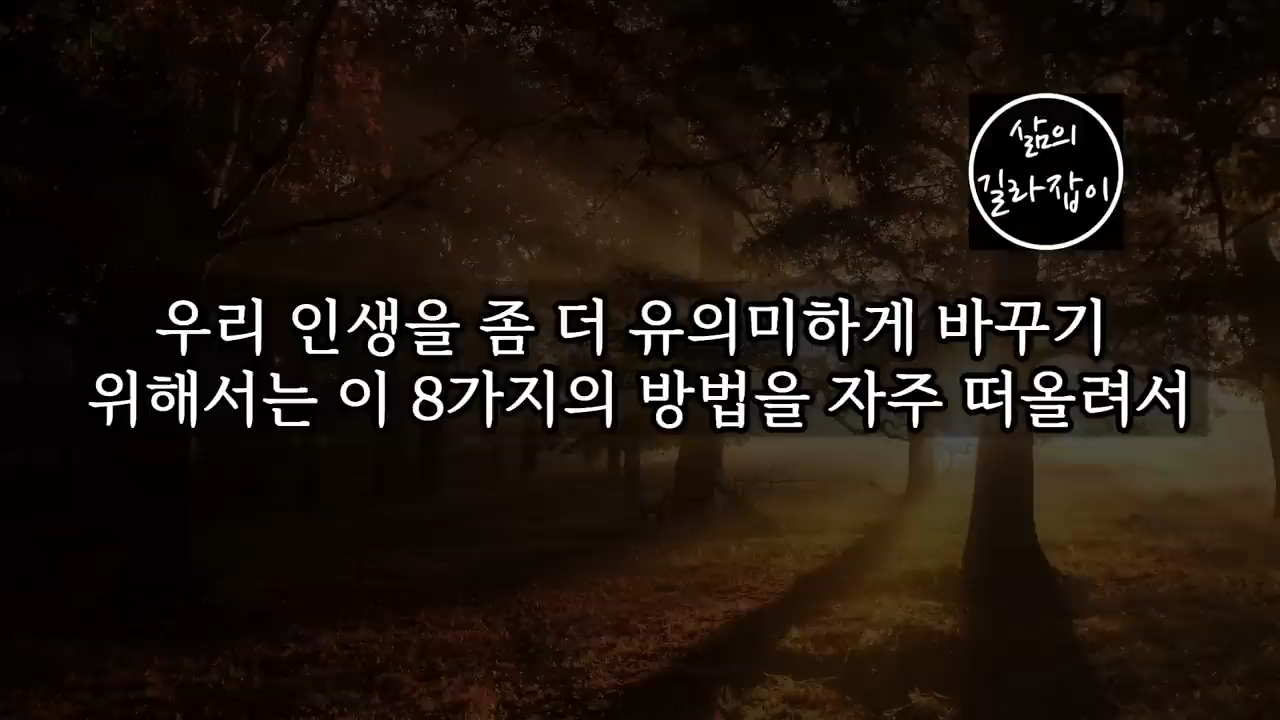 삶의
길라잡이
우리 인생을 좀 더 유의미하게 바꾸기
위해서는 이 8가지의 방법을 자주 떠올려서